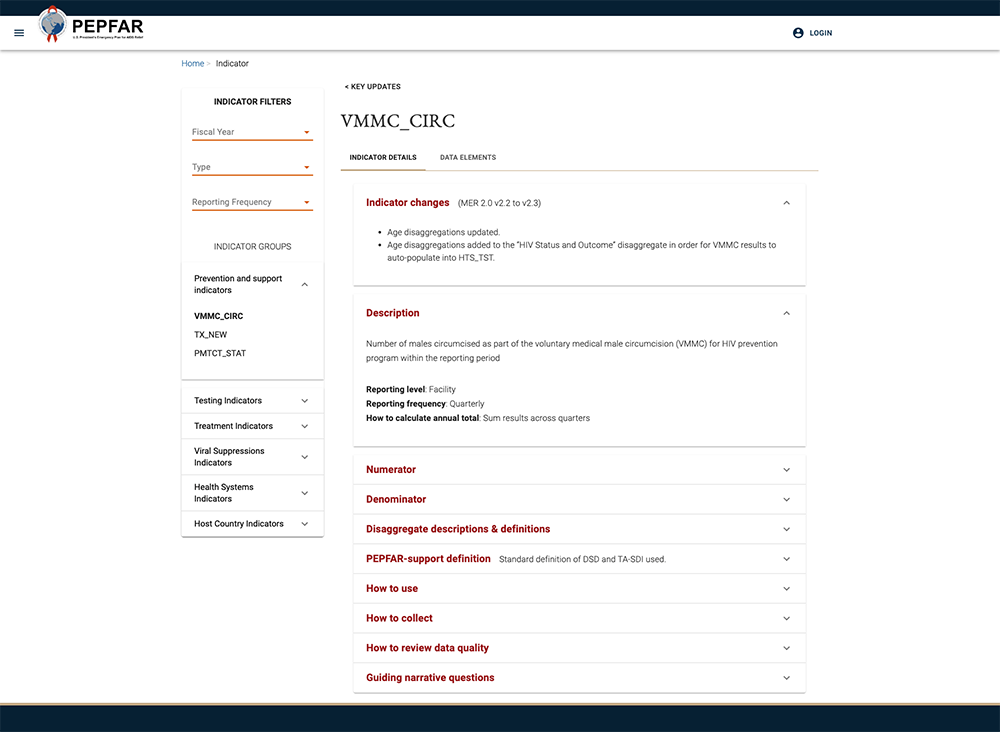 PEPFAR
U.S. President's Emergency Plan for AIDS Relief
LOGIN
Home > Indicator
INDICATOR FILTERS
Fiscal Year
Type
Reporting Frequency
INDICATOR GROUPS
Prevention and support
indicators
VMMC_CIRC
TX_NEW
PMTCT_STAT
Testing Indicators
Treatment Indicators
Viral Suppressions
Indicators
Health Systems
Indicators
Host Country Indicators
< KEY UPDATES
VMMC_CIRC
INDICATOR DETAILS DATA ELEMENTS
Indicator changes (MER 2.0 v2.2 to v2.3)
• Age disaggregations updated.
• Age disaggregations added to the “HIV Status and Outcome” disaggregate in order for VMMC results to
auto-populate into HTS_TST.
Description
Number of males circumcised as part of the voluntary medical male circumcision (VMMC) for HIV prevention
program within the reporting period
Reporting level: Facility
Reporting frequency: Quarterly
How to calculate annual total: Sum results across quarters
Numerator
Denominator
Disaggregate descriptions & definitions
PEPFAR-support definition Standard definition of DSD and TA-SDI used.
How to use
How to collect
How to review data quality
Guiding narrative questions